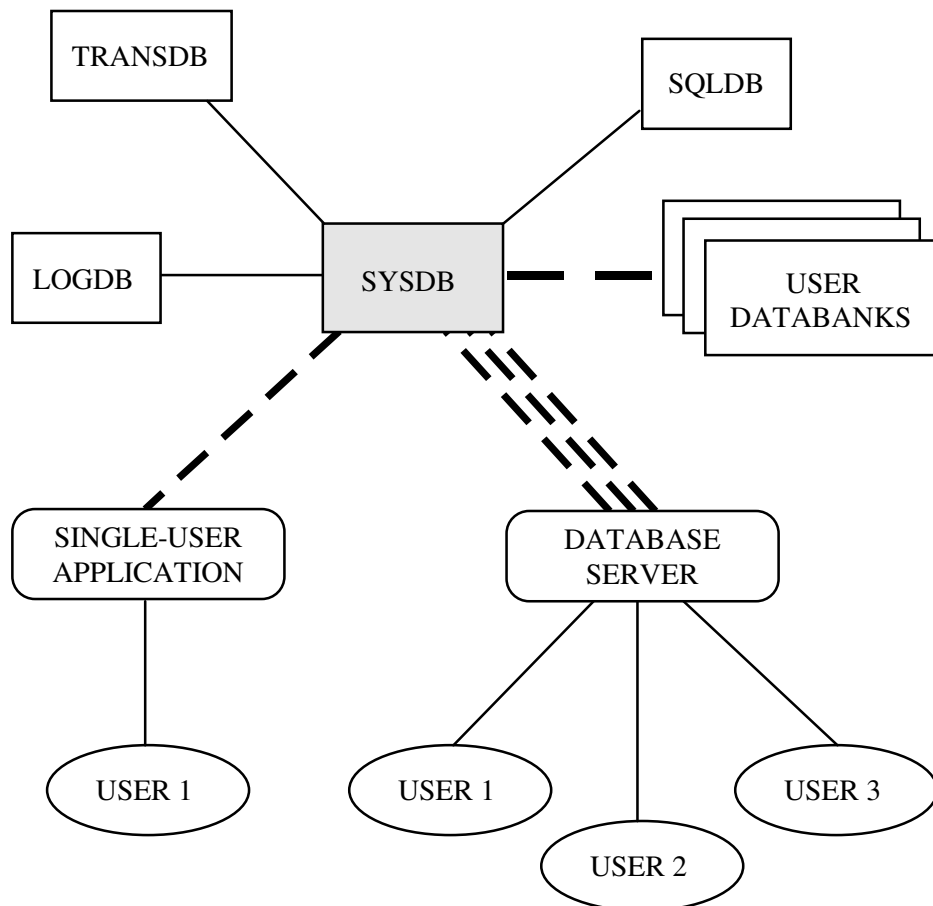 TRANSDB
SQLDB
LOGDB
SYSDB
USER
DATABANKS
SINGLE-USER
APPLICATION
DATABASE
SERVER
USER 1
USER 1
USER 3
USER 2